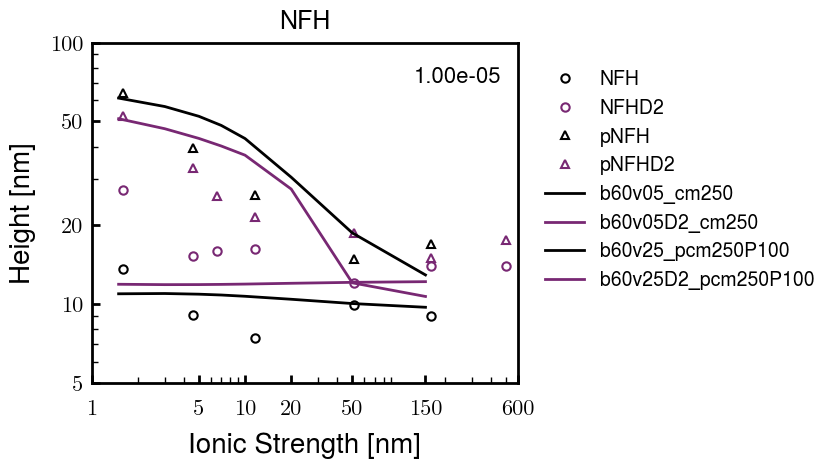 NFH
1.00e-05
Height [nm]
100
50
20
10
5
1
5
10
20
50
150
600
Ionic Strength [nm]
NFH
NFHD2
pNFH
pNFHD2
b60v05_cm250
b60v05D2_cm250
b60v25_pcm250P100
b60v25D2_pcm250P100